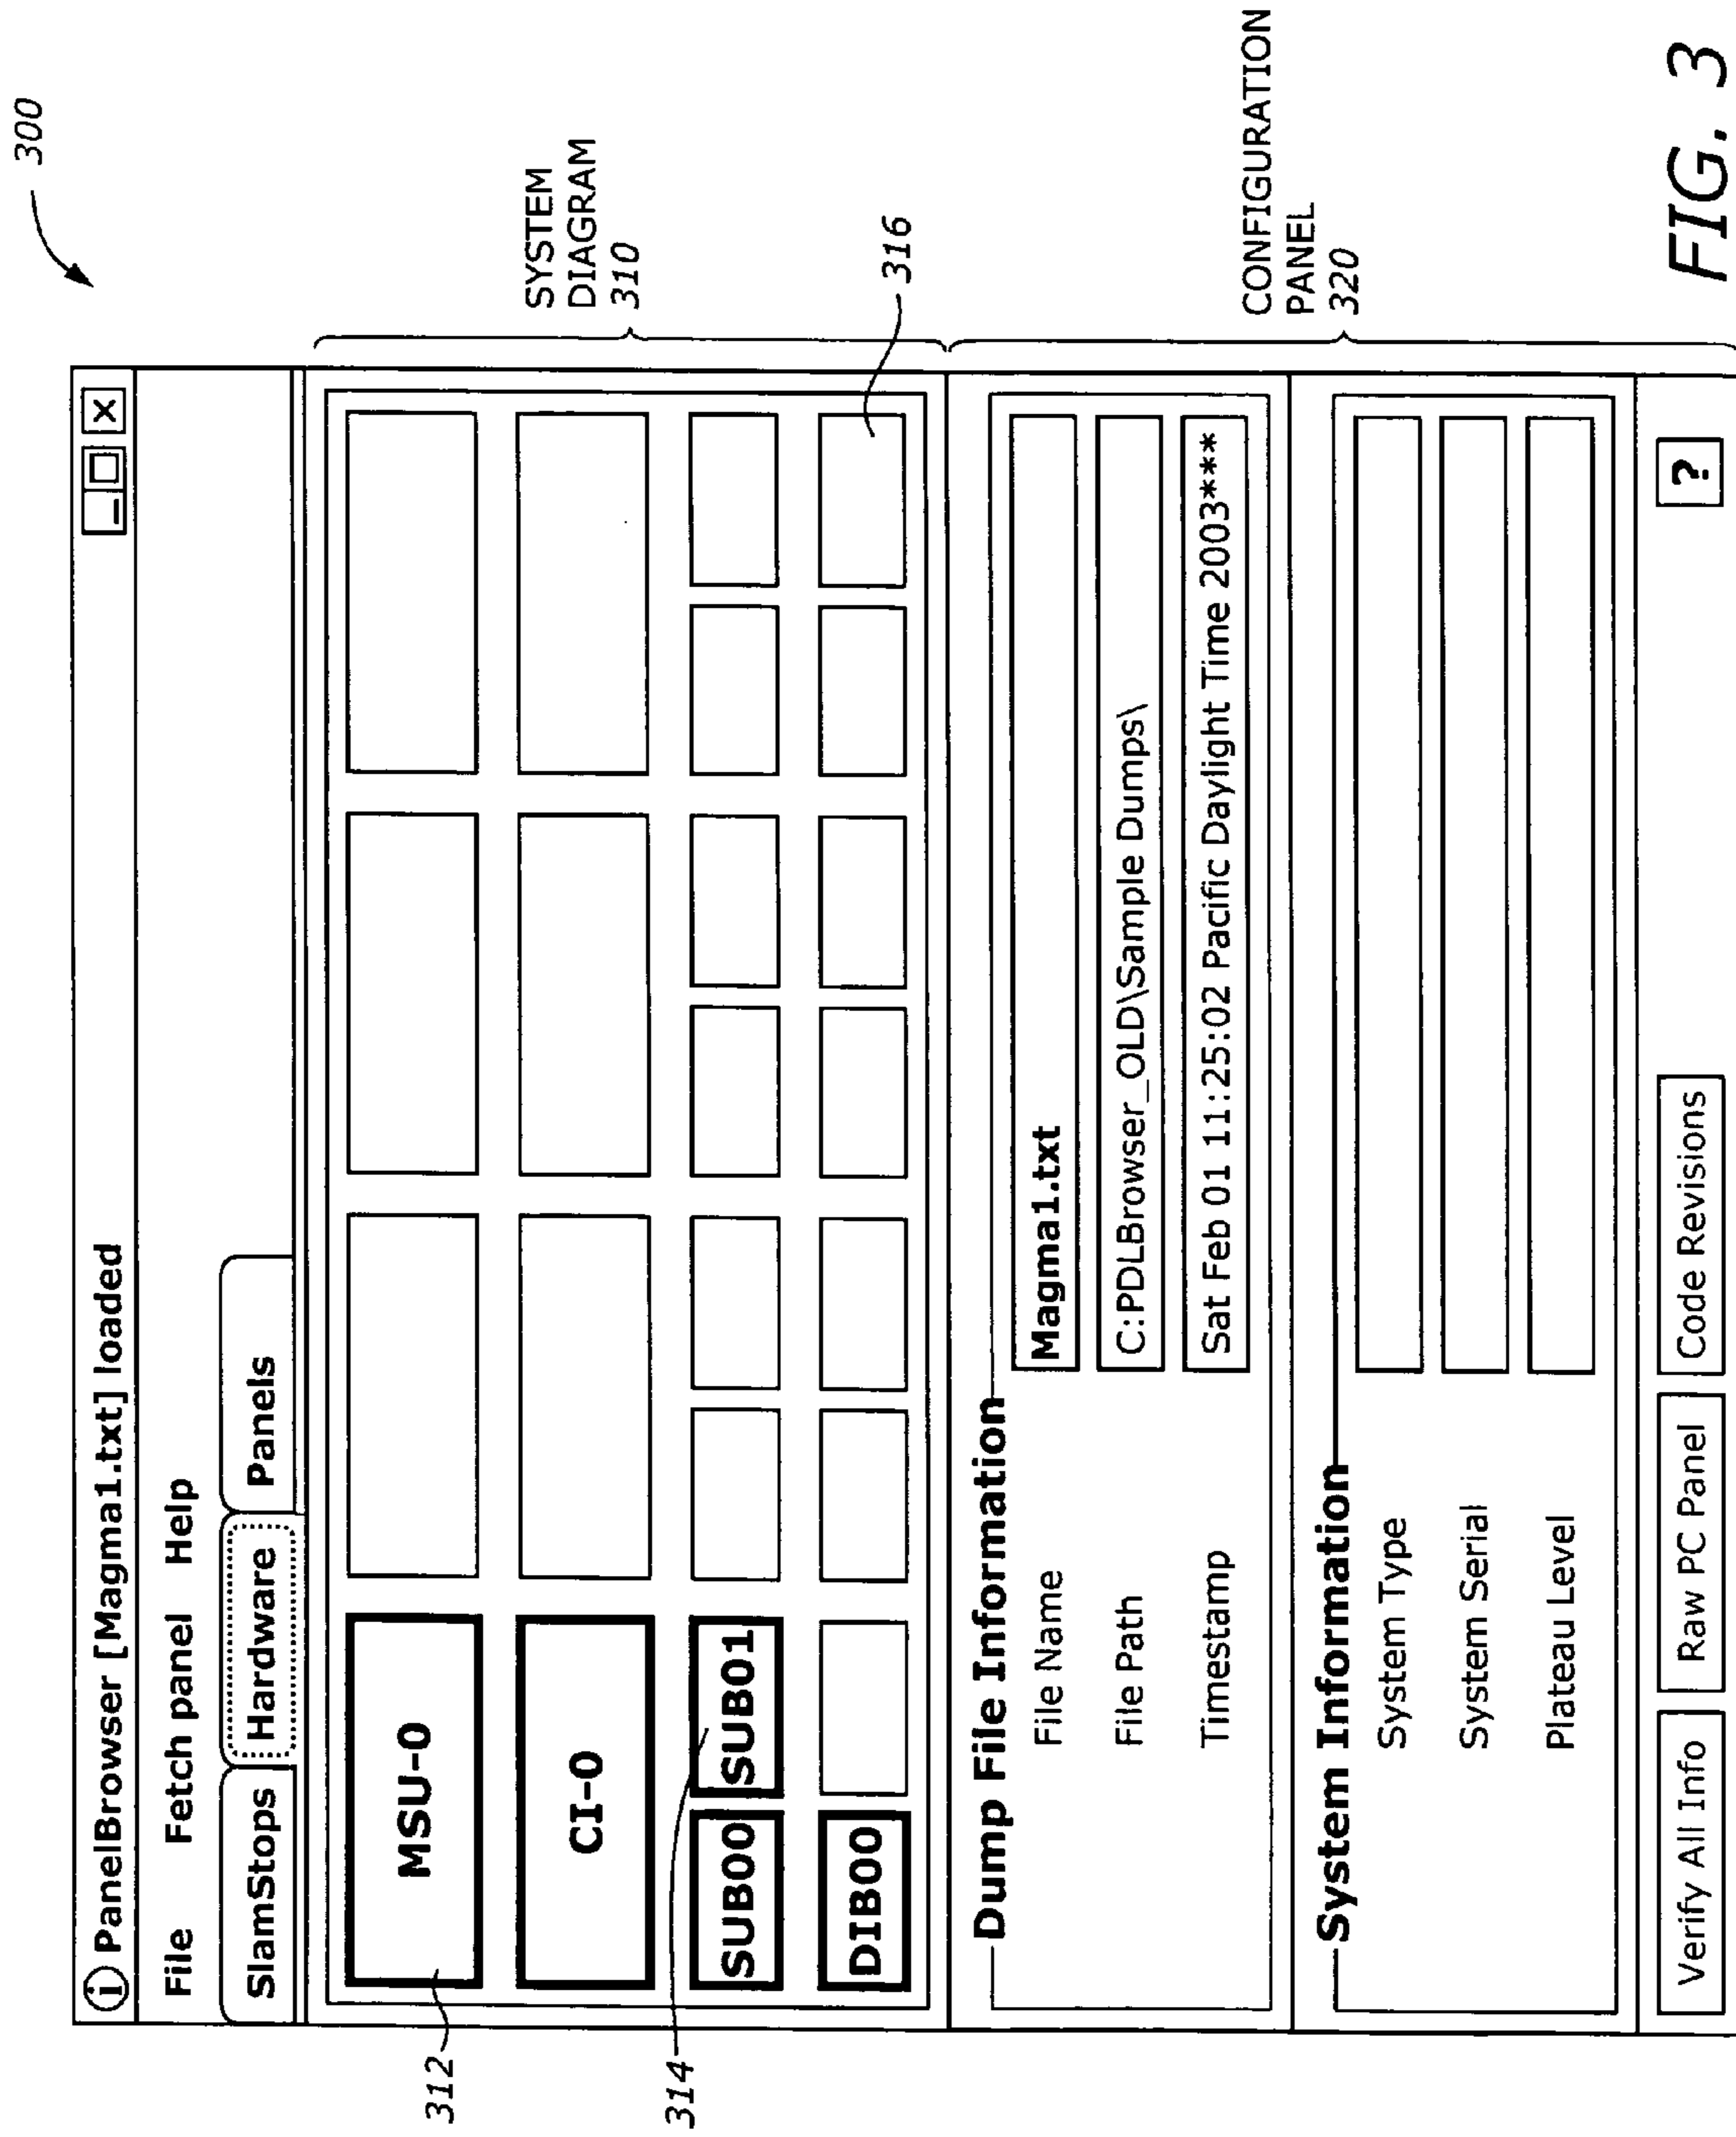 300
PanelBrowser [Magma1.txt] loaded
File Fetch panel Help
SlamStops Hardware Panels
312
MSU-0
CI-0
SYSTEM
DIAGRAM
310
314
SUB00 SUB01
DIB00
316
Dump File Information
File Name Magma1.txt
File Path C:PDLBrowser_OLD\Sample Dumps\
Timestamp Sat Feb 01 11:25:02 Pacific Daylight Time 2003***
CONFIGURATION
PANEL
320
System Information
System Type
System Serial
Plateau Level
Verify All Info Raw PC Panel Code Revisions ?
FIG. 3